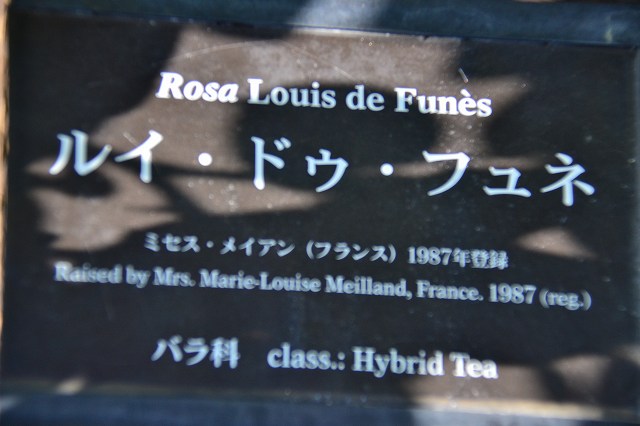 Rosa Louis de Funès
ルイ・ドゥ・フュネ
ミセス・メイアン（フランス）1987年登録
Raised by Mrs. Marie-Louise Meilland, France. 1987 (reg.)
バラ科 class.: Hybrid Tea